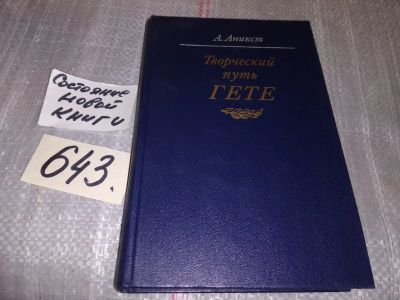 А. Аникст
Творческий
путь
ГЕТЕ
Состояние
новой
книги
643.